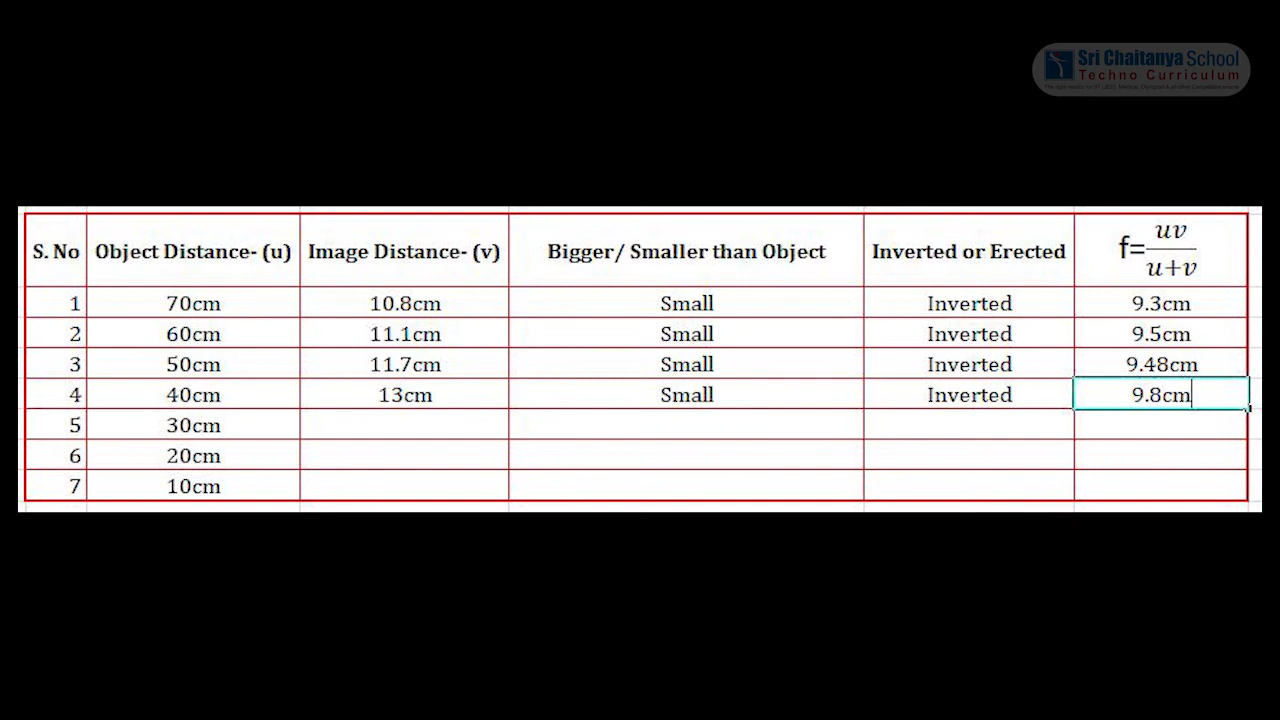 Sri Chaitanya School
Techno Curriculum
S. No Object Distance- (u) Image Distance- (v) Bigger/ Smaller than Object Inverted or Erected f=uv/u+v
1 70cm 10.8cm Small Inverted 9.3cm
2 60cm 11.1cm Small Inverted 9.5cm
3 50cm 11.7cm Small Inverted 9.48cm
4 40cm 13cm Small Inverted 9.8cm
5 30cm
6 20cm
7 10cm